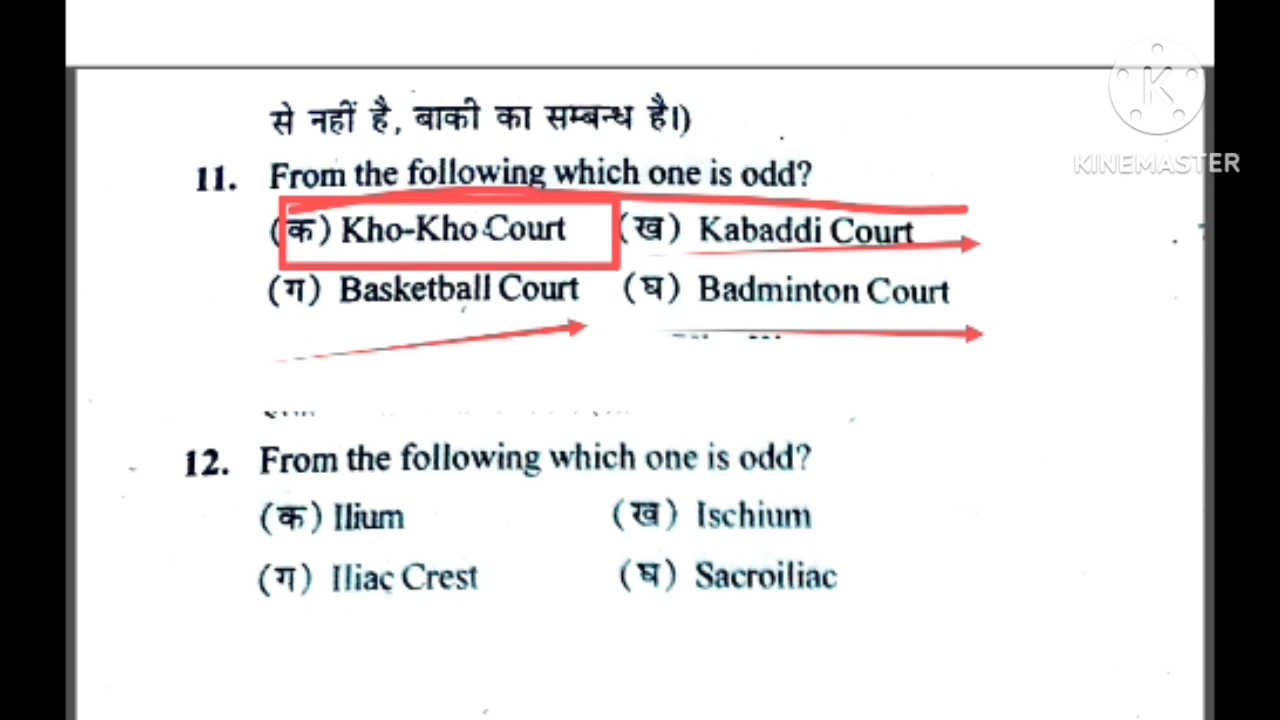 से नहीं है, बाकी का सम्बन्ध है।)
KINEMASTER
11. From the following which one is odd?
(क) Kho-Kho Court (ख) Kabaddi Court
(ग) Basketball Court (घ) Badminton Court
12. From the following which one is odd?
(क) Ilium (ख) Ischium
(ग) Iliac Crest (घ) Sacroiliac